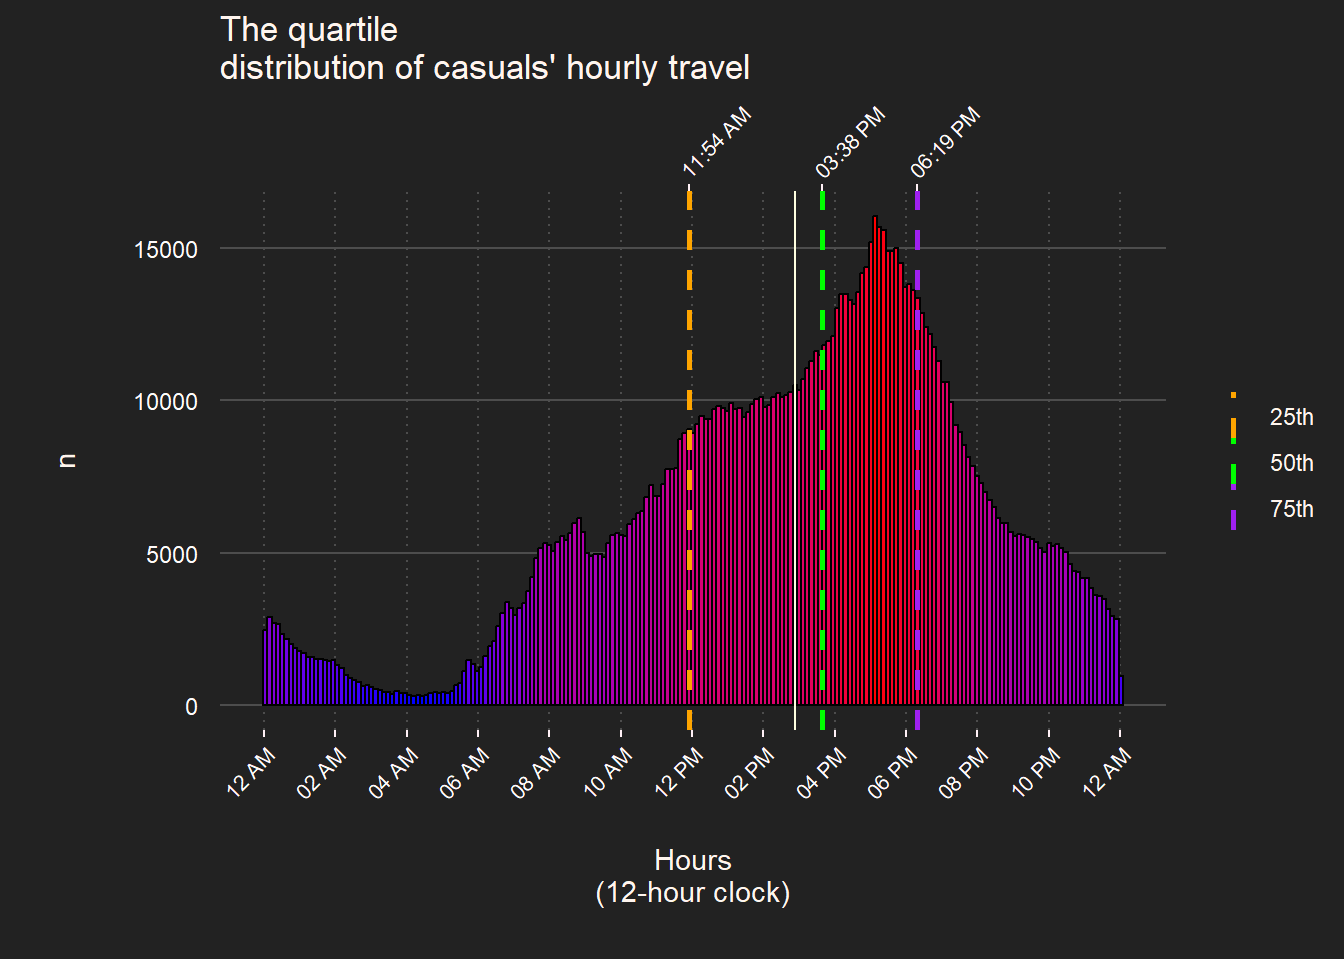 The quartile
distribution of casuals' hourly travel
11:54 AM
03:38 PM
06:19 PM
15000
10000
5000
0
n
25th
50th
75th
12 AM
02 AM
04 AM
06 AM
08 AM
10 AM
12 PM
02 PM
04 PM
06 PM
08 PM
10 PM
12 AM
Hours
(12-hour clock)